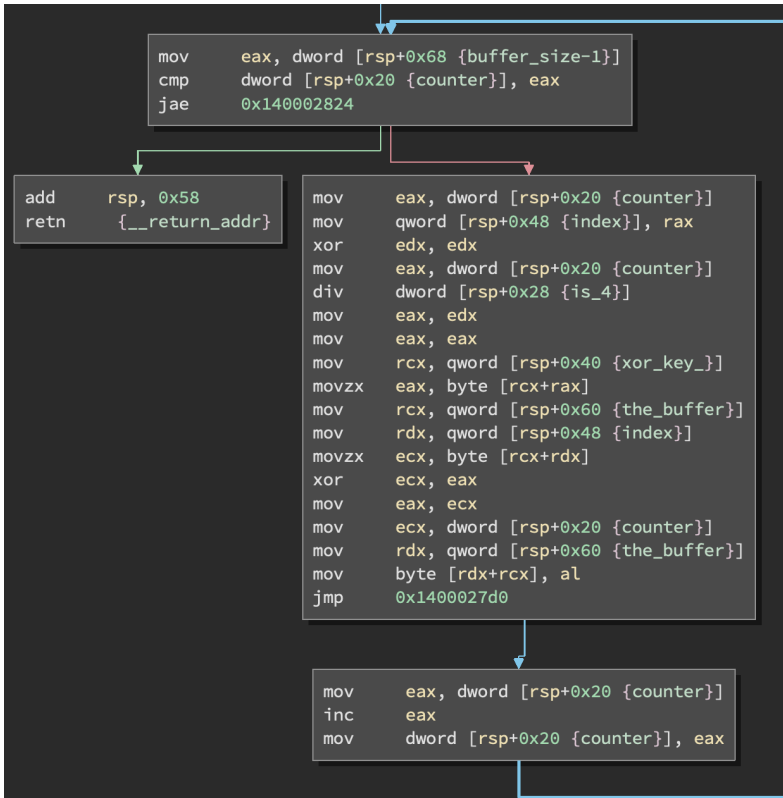 mov eax, dword [rsp+0x68 {buffer_size-1}]
cmp dword [rsp+0x20 {counter}], eax
jae 0x140002824
add rsp, 0x58
retn {__return_addr}
mov eax, dword [rsp+0x20 {counter}]
mov qword [rsp+0x48 {index}], rax
xor edx, edx
mov eax, dword [rsp+0x20 {counter}]
div dword [rsp+0x28 {is_4}]
mov eax, edx
mov eax, eax
mov rcx, qword [rsp+0x40 {xor_key_}]
movzx eax, byte [rcx+rax]
mov rcx, qword [rsp+0x60 {the_buffer}]
mov rdx, qword [rsp+0x48 {index}]
movzx ecx, byte [rcx+rdx]
xor ecx, eax
mov eax, ecx
mov ecx, dword [rsp+0x20 {counter}]
mov rdx, qword [rsp+0x60 {the_buffer}]
mov byte [rdx+rcx], al
jmp 0x1400027d0
mov eax, dword [rsp+0x20 {counter}]
inc eax
mov dword [rsp+0x20 {counter}], eax